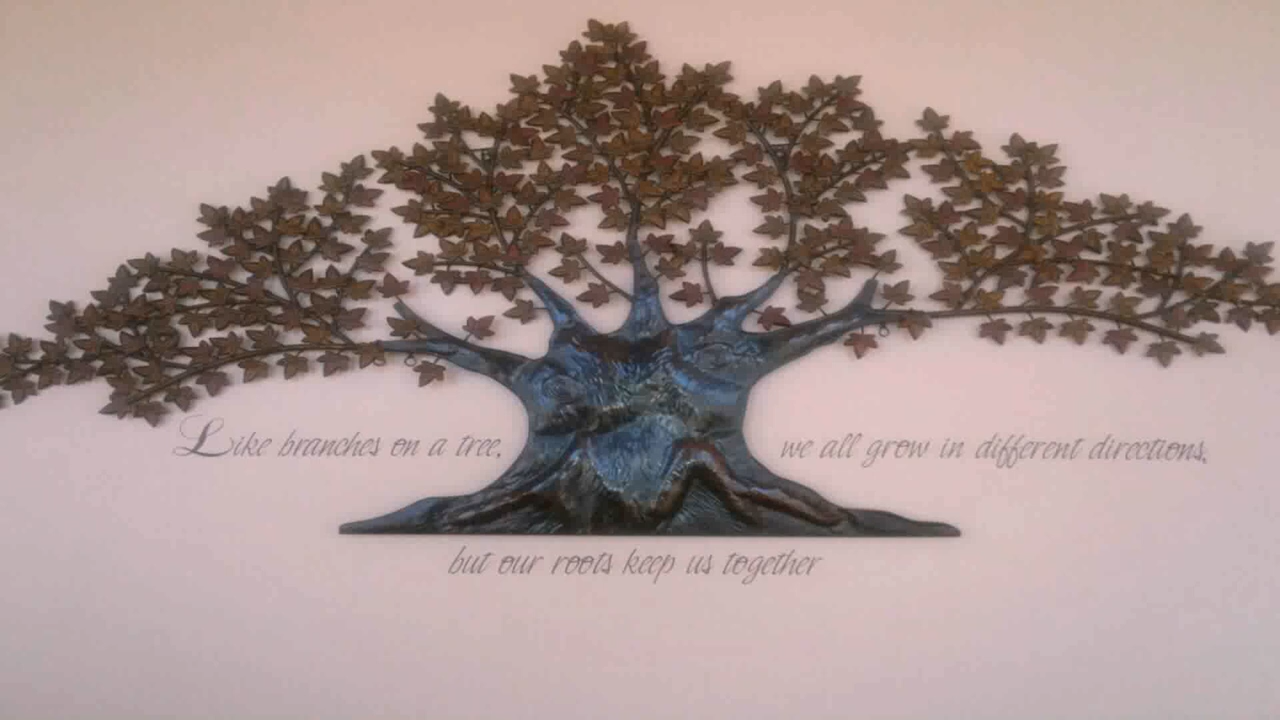 Like branches on a tree,
we all grow in different directions,
but our roots keep us together